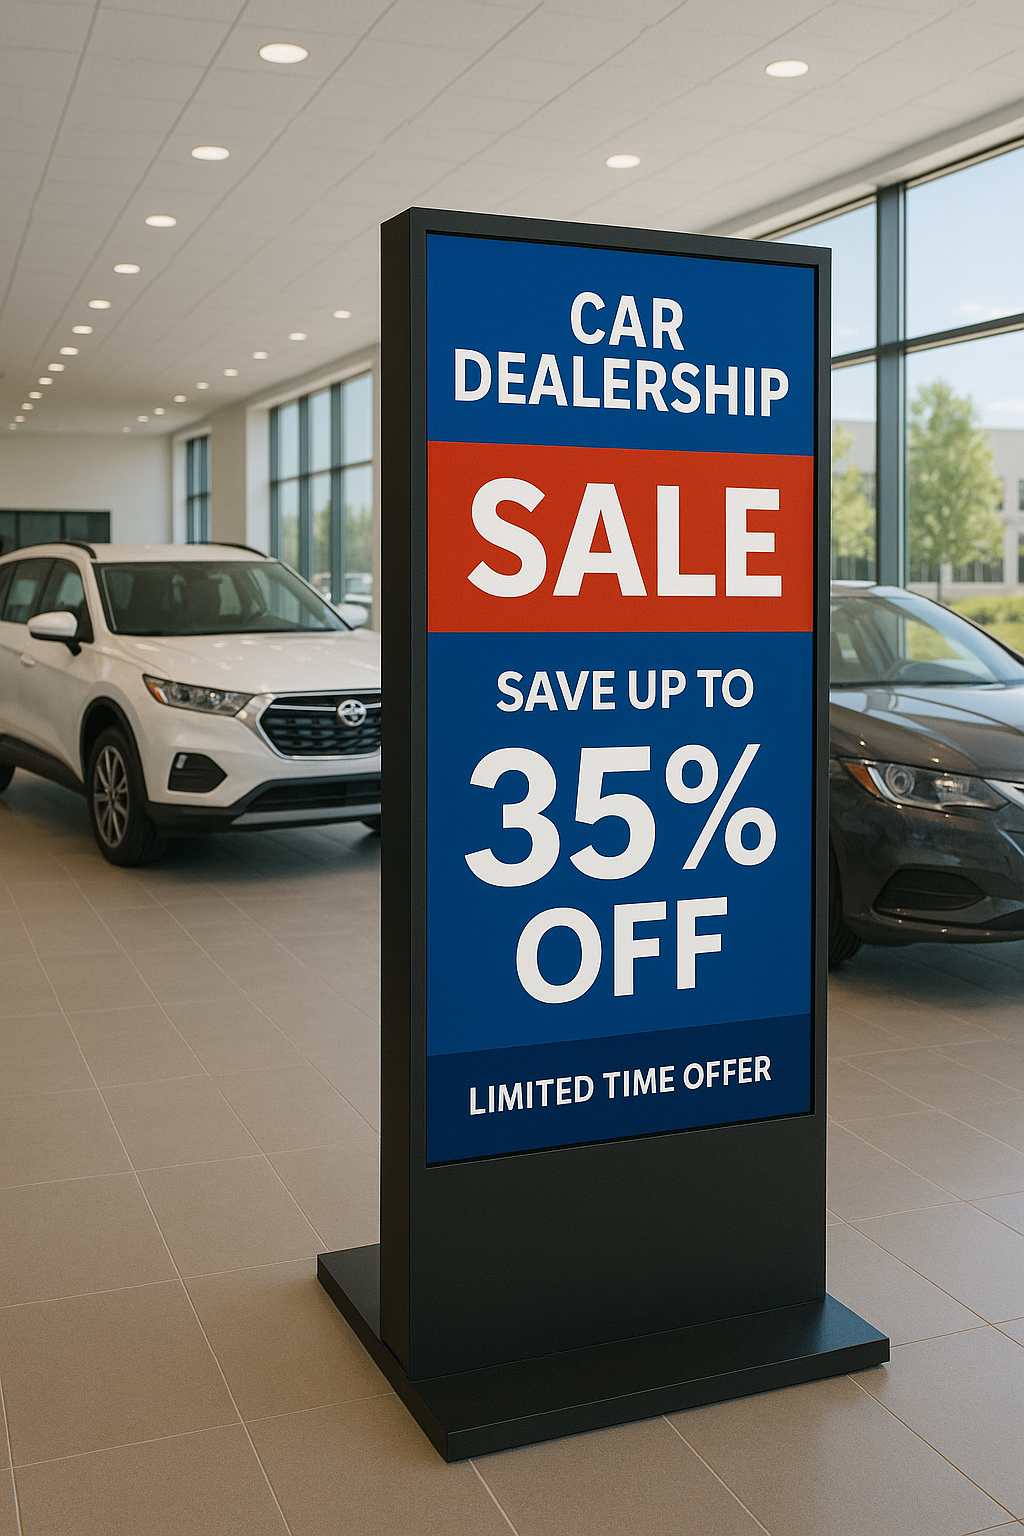 CAR
DEALERSHIP
SALE
SAVE UP TO
35%
OFF
LIMITED TIME OFFER